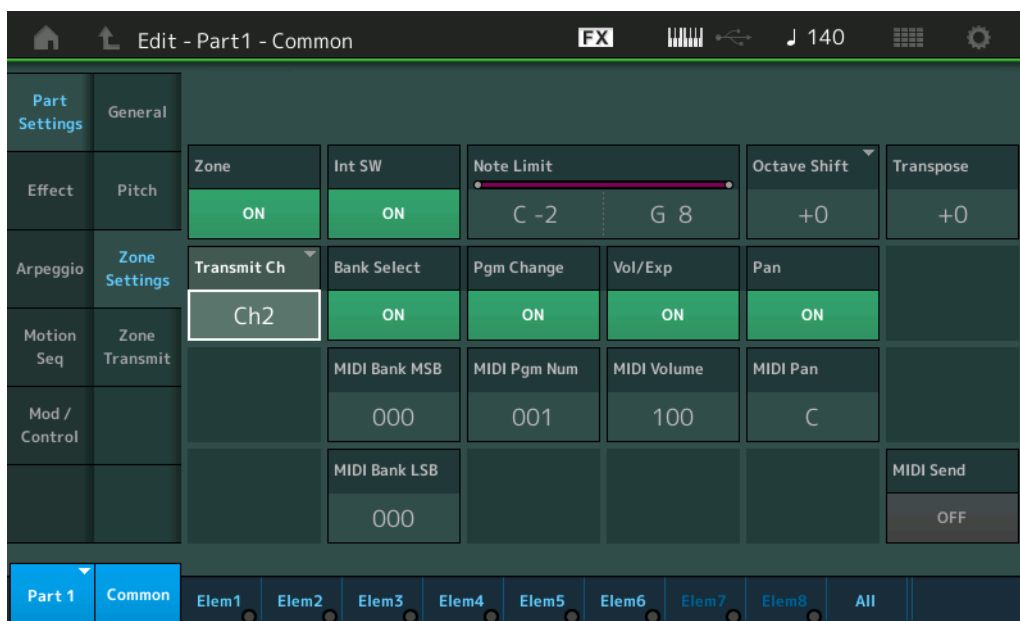 Edit - Part1 - Common FX ♩ 140
Part Settings
General
Effect
Pitch
Arpeggio
Zone Settings
Motion Seq
Zone Transmit
Mod / Control
Zone Int SW Note Limit Octave Shift Transpose
ON ON C -2 G 8 +0 +0
Transmit Ch Bank Select Pgm Change Vol/Exp Pan
Ch2 ON ON ON ON
MIDI Bank MSB MIDI Pgm Num MIDI Volume MIDI Pan
000 001 100 C
MIDI Bank LSB MIDI Send
000 OFF
Part 1 Common Elem1 Elem2 Elem3 Elem4 Elem5 Elem6 Elem7 Elem8 All